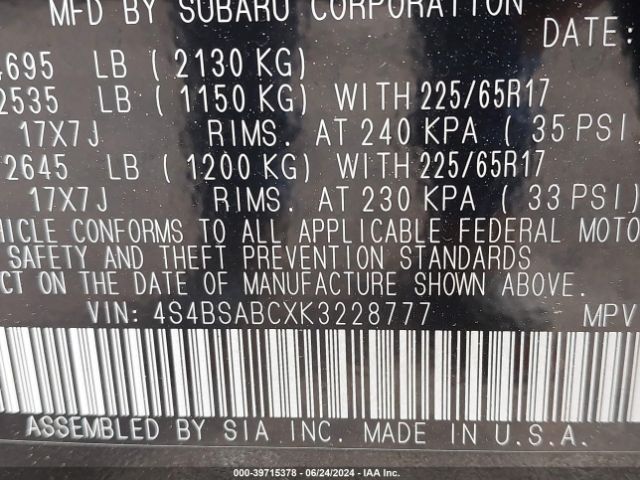 MFD BY SUBARU CORPORATION
DATE:
4695 LB ( 2130 KG)
2535 LB ( 1150 KG) WITH 225/65R17
17X7J RIMS. AT 240 KPA ( 35 PSI
2645 LB ( 1200 KG) WITH 225/65R17
17X7J RIMS. AT 230 KPA ( 33 PSI)
HICLE CONFORMS TO ALL APPLICABLE FEDERAL MOTO
SAFETY AND THEFT PREVENTION STANDARDS
CT ON THE DATE OF MANUFACTURE SHOWN ABOVE.
VIN: 4S4BSABCXK3228777 MPV
ASSEMBLED BY SIA INC. MADE IN U.S.A.
000-39715378 - 06/24/2024 - IAA Inc.